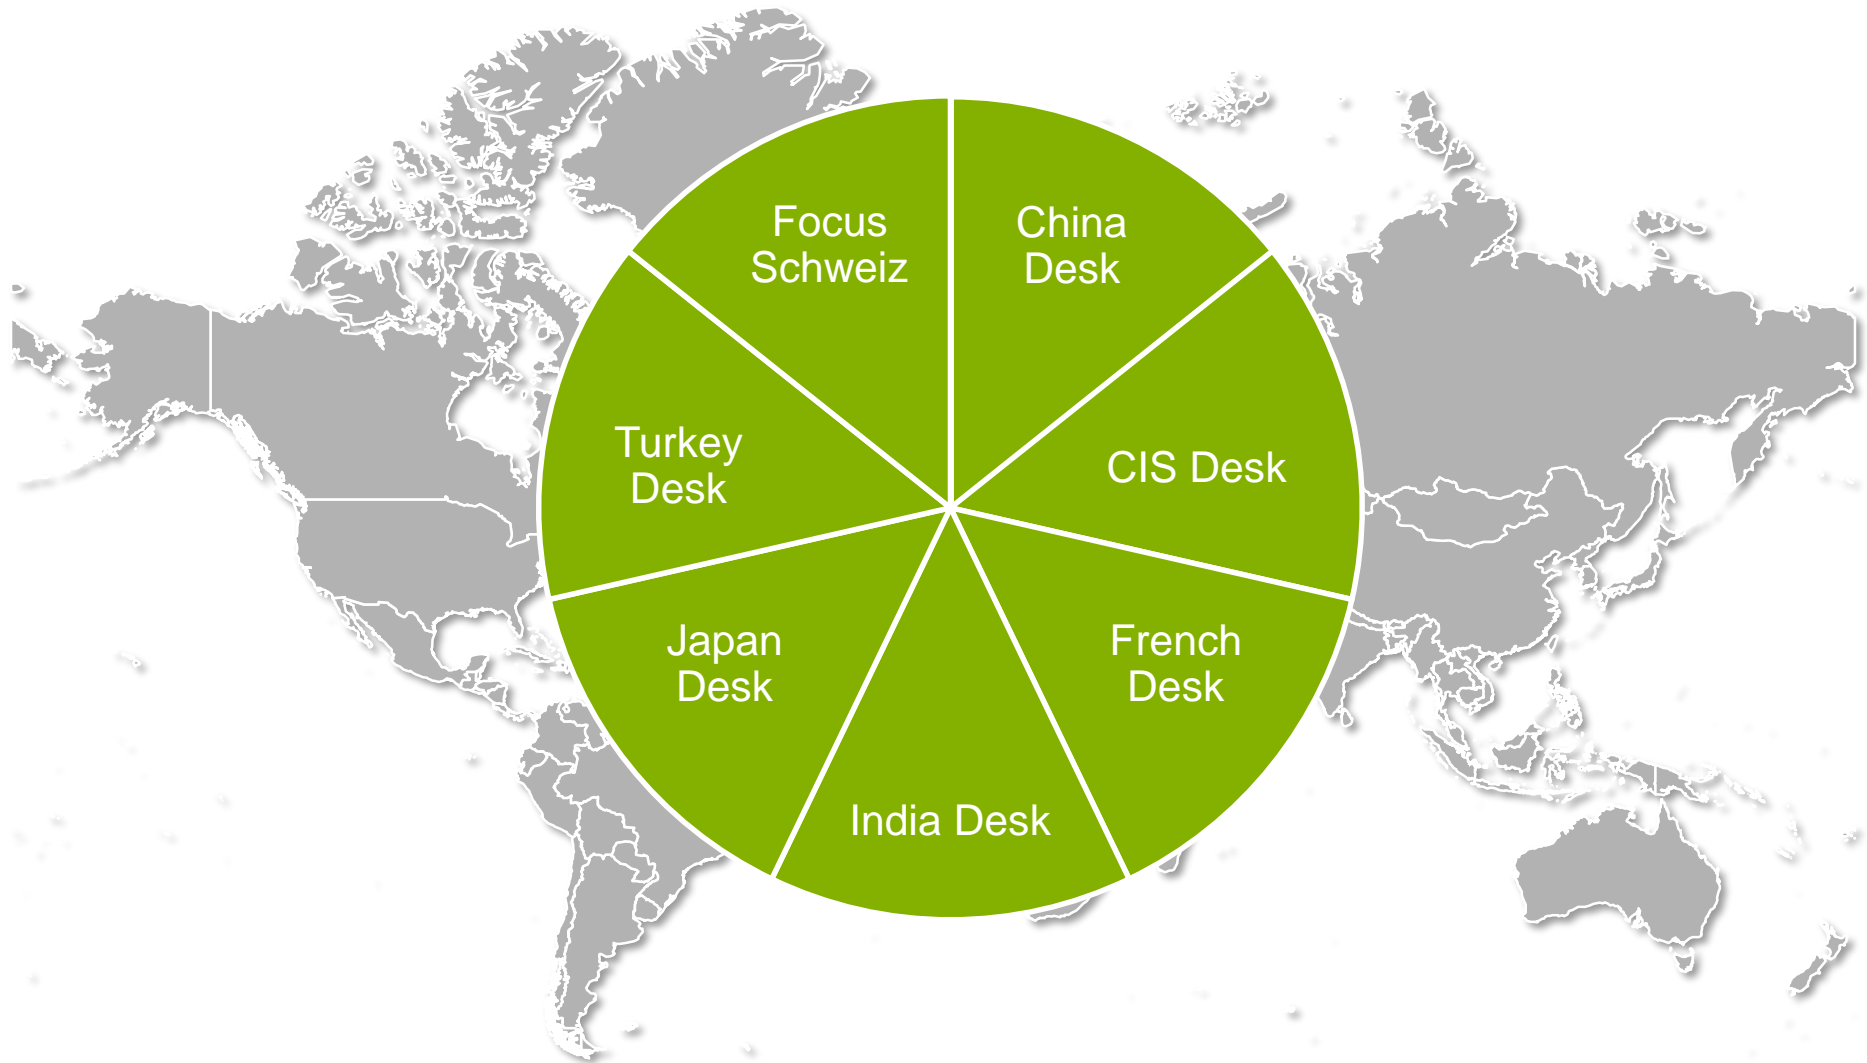 Focus
Schweiz
China
Desk
Turkey
Desk
CIS Desk
Japan
Desk
French
Desk
India Desk